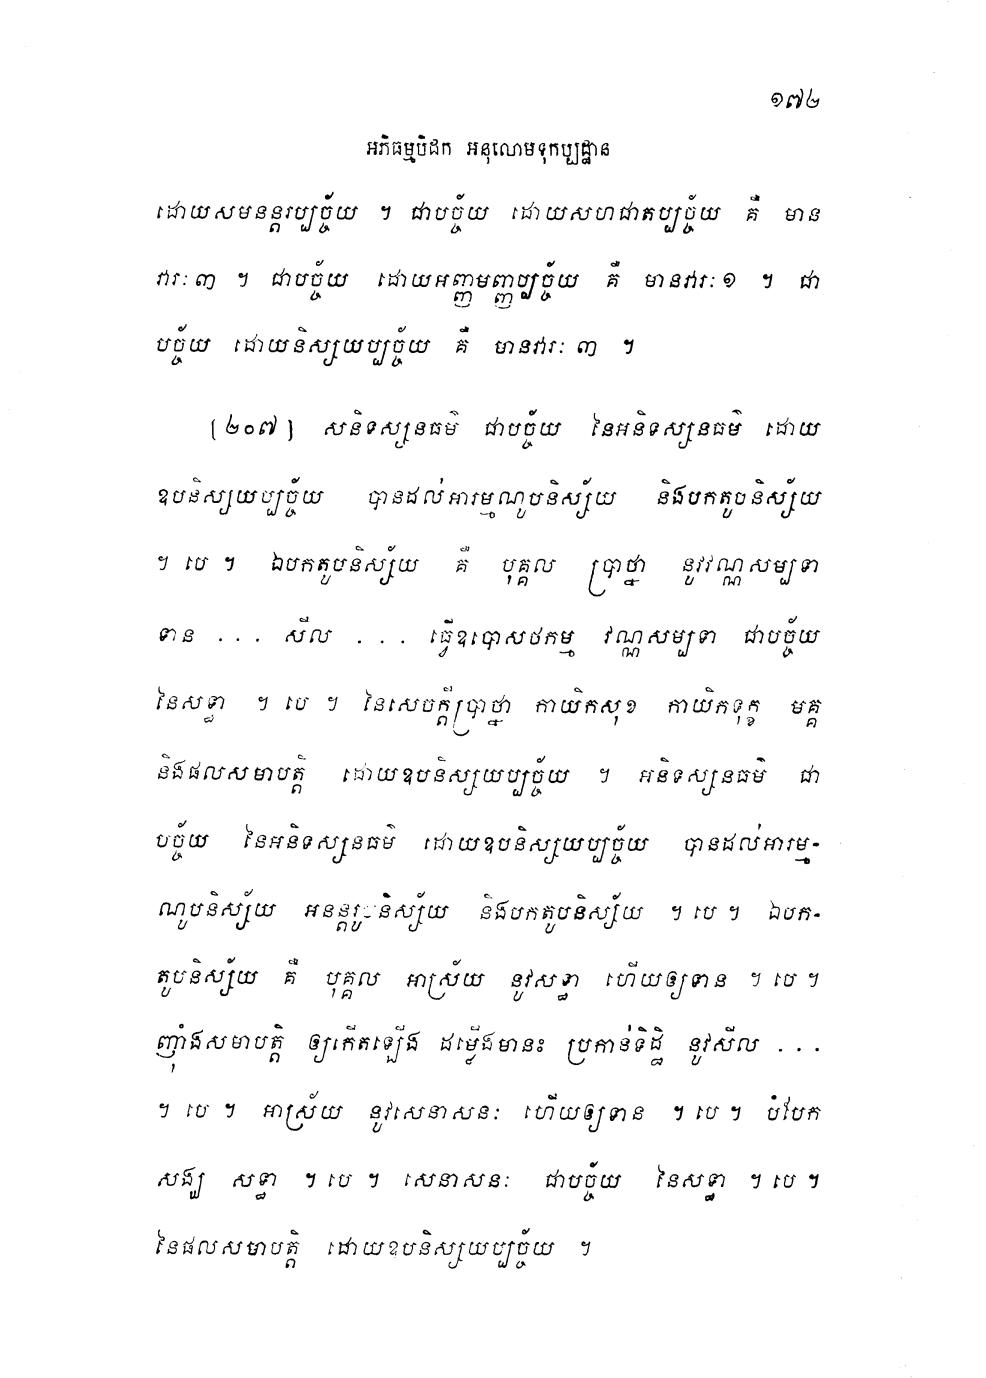 ១៧២
អភិធម្មបិដក អនុលោមទុកប្បដ្ឋាន
ដោយសមនន្តរប្បច្ច័យ ។ ជាបច្ច័យ ដោយសហជាតប្បច្ច័យ គឺ មាន
វារៈ ៣ ។ ជាបច្ច័យ ដោយអញ្ញមញ្ញប្បច្ច័យ គឺ មានវារៈ ១ ។ ជា
បច្ច័យ ដោយនិស្សយប្បច្ច័យ គឺ មានវារៈ ៣ ។
[២០៧] សនិទស្សនធម៌ ជាបច្ច័យ នៃអនិទស្សនធម៌ ដោយ
ឧបនិស្សយប្បច្ច័យ បានដល់អារម្មណូបនិស្ស័យ និងបកតូបនិស្ស័យ
។ បេ ។ ឯបកតូបនិស្ស័យ គឺ បុគ្គល ប្រាថ្នា នូវវណ្ណសម្បទា
ទាន ... សីល ... ធ្វើឧបោសថកម្ម វណ្ណសម្បទា ជាបច្ច័យ
នៃសទ្ធា ។ បេ ។ នៃសេចក្តីប្រាថ្នា កាយិកសុខ កាយិកទុក្ខ មគ្គ
និងផលសមាបត្តិ ដោយឧបនិស្សយប្បច្ច័យ ។ អនិទស្សនធម៌ ជា
បច្ច័យ នៃអនិទស្សនធម៌ ដោយឧបនិស្សយប្បច្ច័យ បានដល់អារម្ម-
ណូបនិស្ស័យ អនន្តរូបនិស្ស័យ និងបកតូបនិស្ស័យ ។ បេ ។ ឯបក-
តូបនិស្ស័យ គឺ បុគ្គល អាស្រ័យ នូវសទ្ធា ហើយឲ្យទាន ។ បេ ។
ញ៉ាំងសមាបត្តិ ឲ្យកើតឡើង ដម្កើងមានះ ប្រកាន់ទិដ្ឋិ នូវសីល ...
។ បេ ។ អាស្រ័យ នូវសេនាសនៈ ហើយឲ្យទាន ។ បេ ។ បំបែក
សង្ឃ សទ្ធា ។ បេ ។ សេនាសនៈ ជាបច្ច័យ នៃសទ្ធា ។ បេ ។
នៃផលសមាបត្តិ ដោយឧបនិស្សយប្បច្ច័យ ។